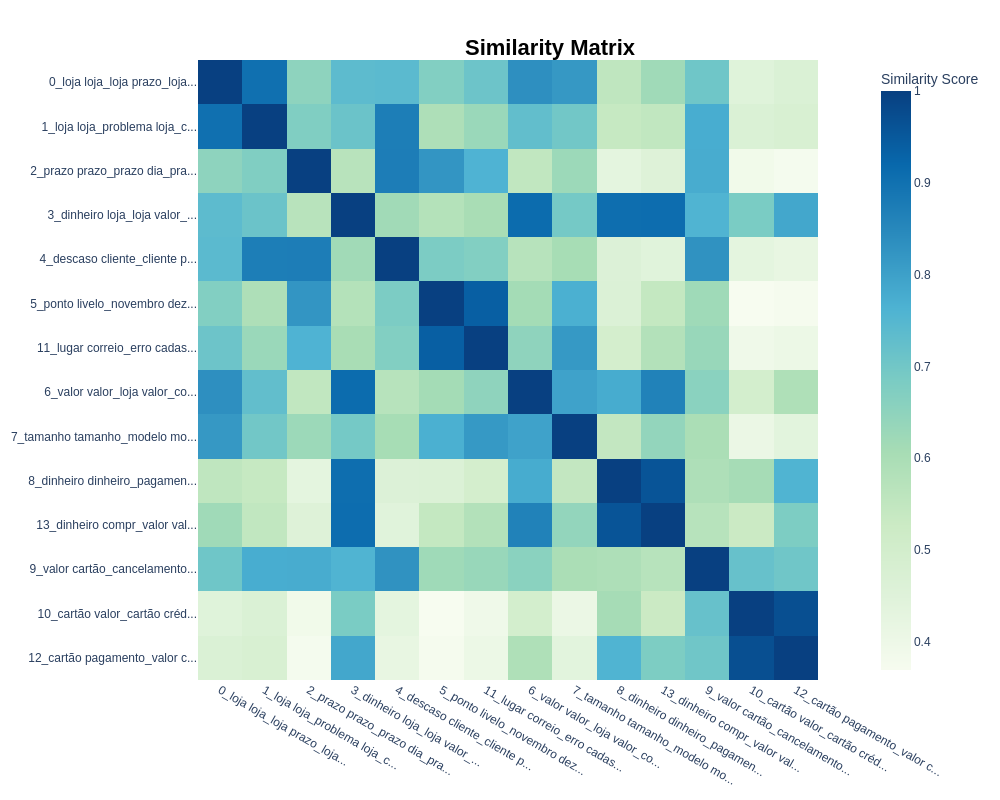 Similarity Matrix
Similarity Score
0_loja loja_loja prazo_loja...
1_loja loja_problema loja_c...
2_prazo prazo_prazo dia_pra...
3_dinheiro loja_loja valor_...
4_descaso cliente_cliente p...
5_ponto livelo_novembro dez...
11_lugar correio_erro cadas...
6_valor valor_loja valor_co...
7_tamanho tamanho_modelo mo...
8_dinheiro dinheiro_pagamen...
13_dinheiro compr_valor val...
9_valor cartão_cancelamento...
10_cartão valor_cartão créd...
12_cartão pagamento_valor c...
1
0.9
0.8
0.7
0.6
0.5
0.4
0_loja loja_loja prazo_loja...
1_loja loja_problema loja_c...
2_prazo prazo_prazo dia_pra...
3_dinheiro loja_loja valor_...
4_descaso cliente_cliente p...
5_ponto livelo_novembro dez...
11_lugar correio_erro cadas...
6_valor valor_loja valor_co...
7_tamanho tamanho_modelo mo...
8_dinheiro dinheiro_pagamen...
13_dinheiro compr_valor val...
9_valor cartão_cancelamento...
10_cartão valor_cartão créd...
12_cartão pagamento_valor c...